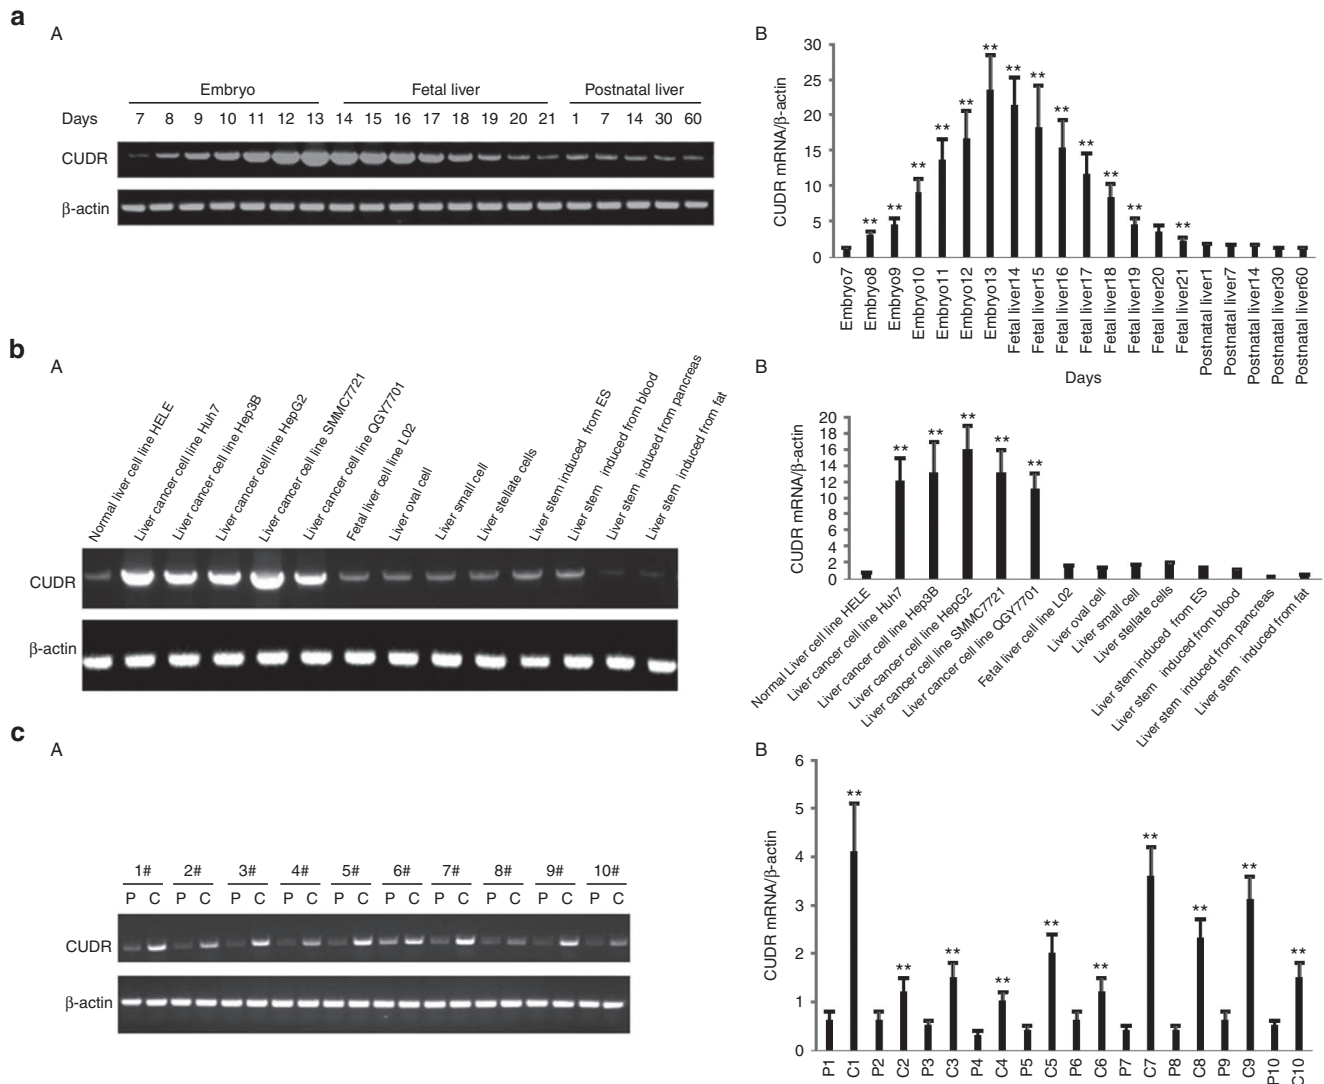 a
A
Embryo Fetal liver Postnatal liver
Days 7 8 9 10 11 12 13 14 15 16 17 18 19 20 21 1 7 14 30 60
CUDR
β-actin
B
CUDR mRNA/β-actin
30
25
20
15
10
5
0
** ** ** ** ** ** ** ** ** ** ** ** ** **
Embryo7
Embryo8
Embryo9
Embryo10
Embryo11
Embryo12
Embryo13
Fetal liver14
Fetal liver15
Fetal liver16
Fetal liver17
Fetal liver18
Fetal liver19
Fetal liver20
Fetal liver21
Postnatal liver1
Postnatal liver7
Postnatal liver14
Postnatal liver30
Postnatal liver60
Days
b
A
Normal liver cell line HELE
Liver cancer cell line Huh7
Liver cancer cell line Hep3B
Liver cancer cell line HepG2
Liver cancer cell line SMMC7721
Liver cancer cell line QGY7701
Fetal liver cell line L02
Liver oval cell
Liver small cell
Liver stellate cells
Liver stem induced from ES
Liver stem induced from blood
Liver stem induced from pancreas
Liver stem induced from fat
CUDR
β-actin
B
CUDR mRNA/β-actin
20
18
16
14
12
10
8
6
4
2
0
** ** ** ** **
Normal Liver cell line HELE
Liver cancer cell line Huh7
Liver cancer cell line Hep3B
Liver cancer cell line HepG2
Liver cancer cell line SMMC7721
Liver cancer cell line QGY7701
Fetal liver cell line L02
Liver oval cell
Liver small cell
Liver stellate cells
Liver stem induced from ES
Liver stem induced from blood
Liver stem induced from pancreas
Liver stem induced from fat
c
A
1# 2# 3# 4# 5# 6# 7# 8# 9# 10#
P C P C P C P C P C P C P C P C P C P C
CUDR
β-actin
B
CUDR mRNA/β-actin
6
5
4
3
2
1
0
** ** ** ** ** ** ** ** ** **
P1
C1
P2
C2
P3
C3
P4
C4
P5
C5
P6
C6
P7
C7
P8
C8
P9
C9
P10
C10